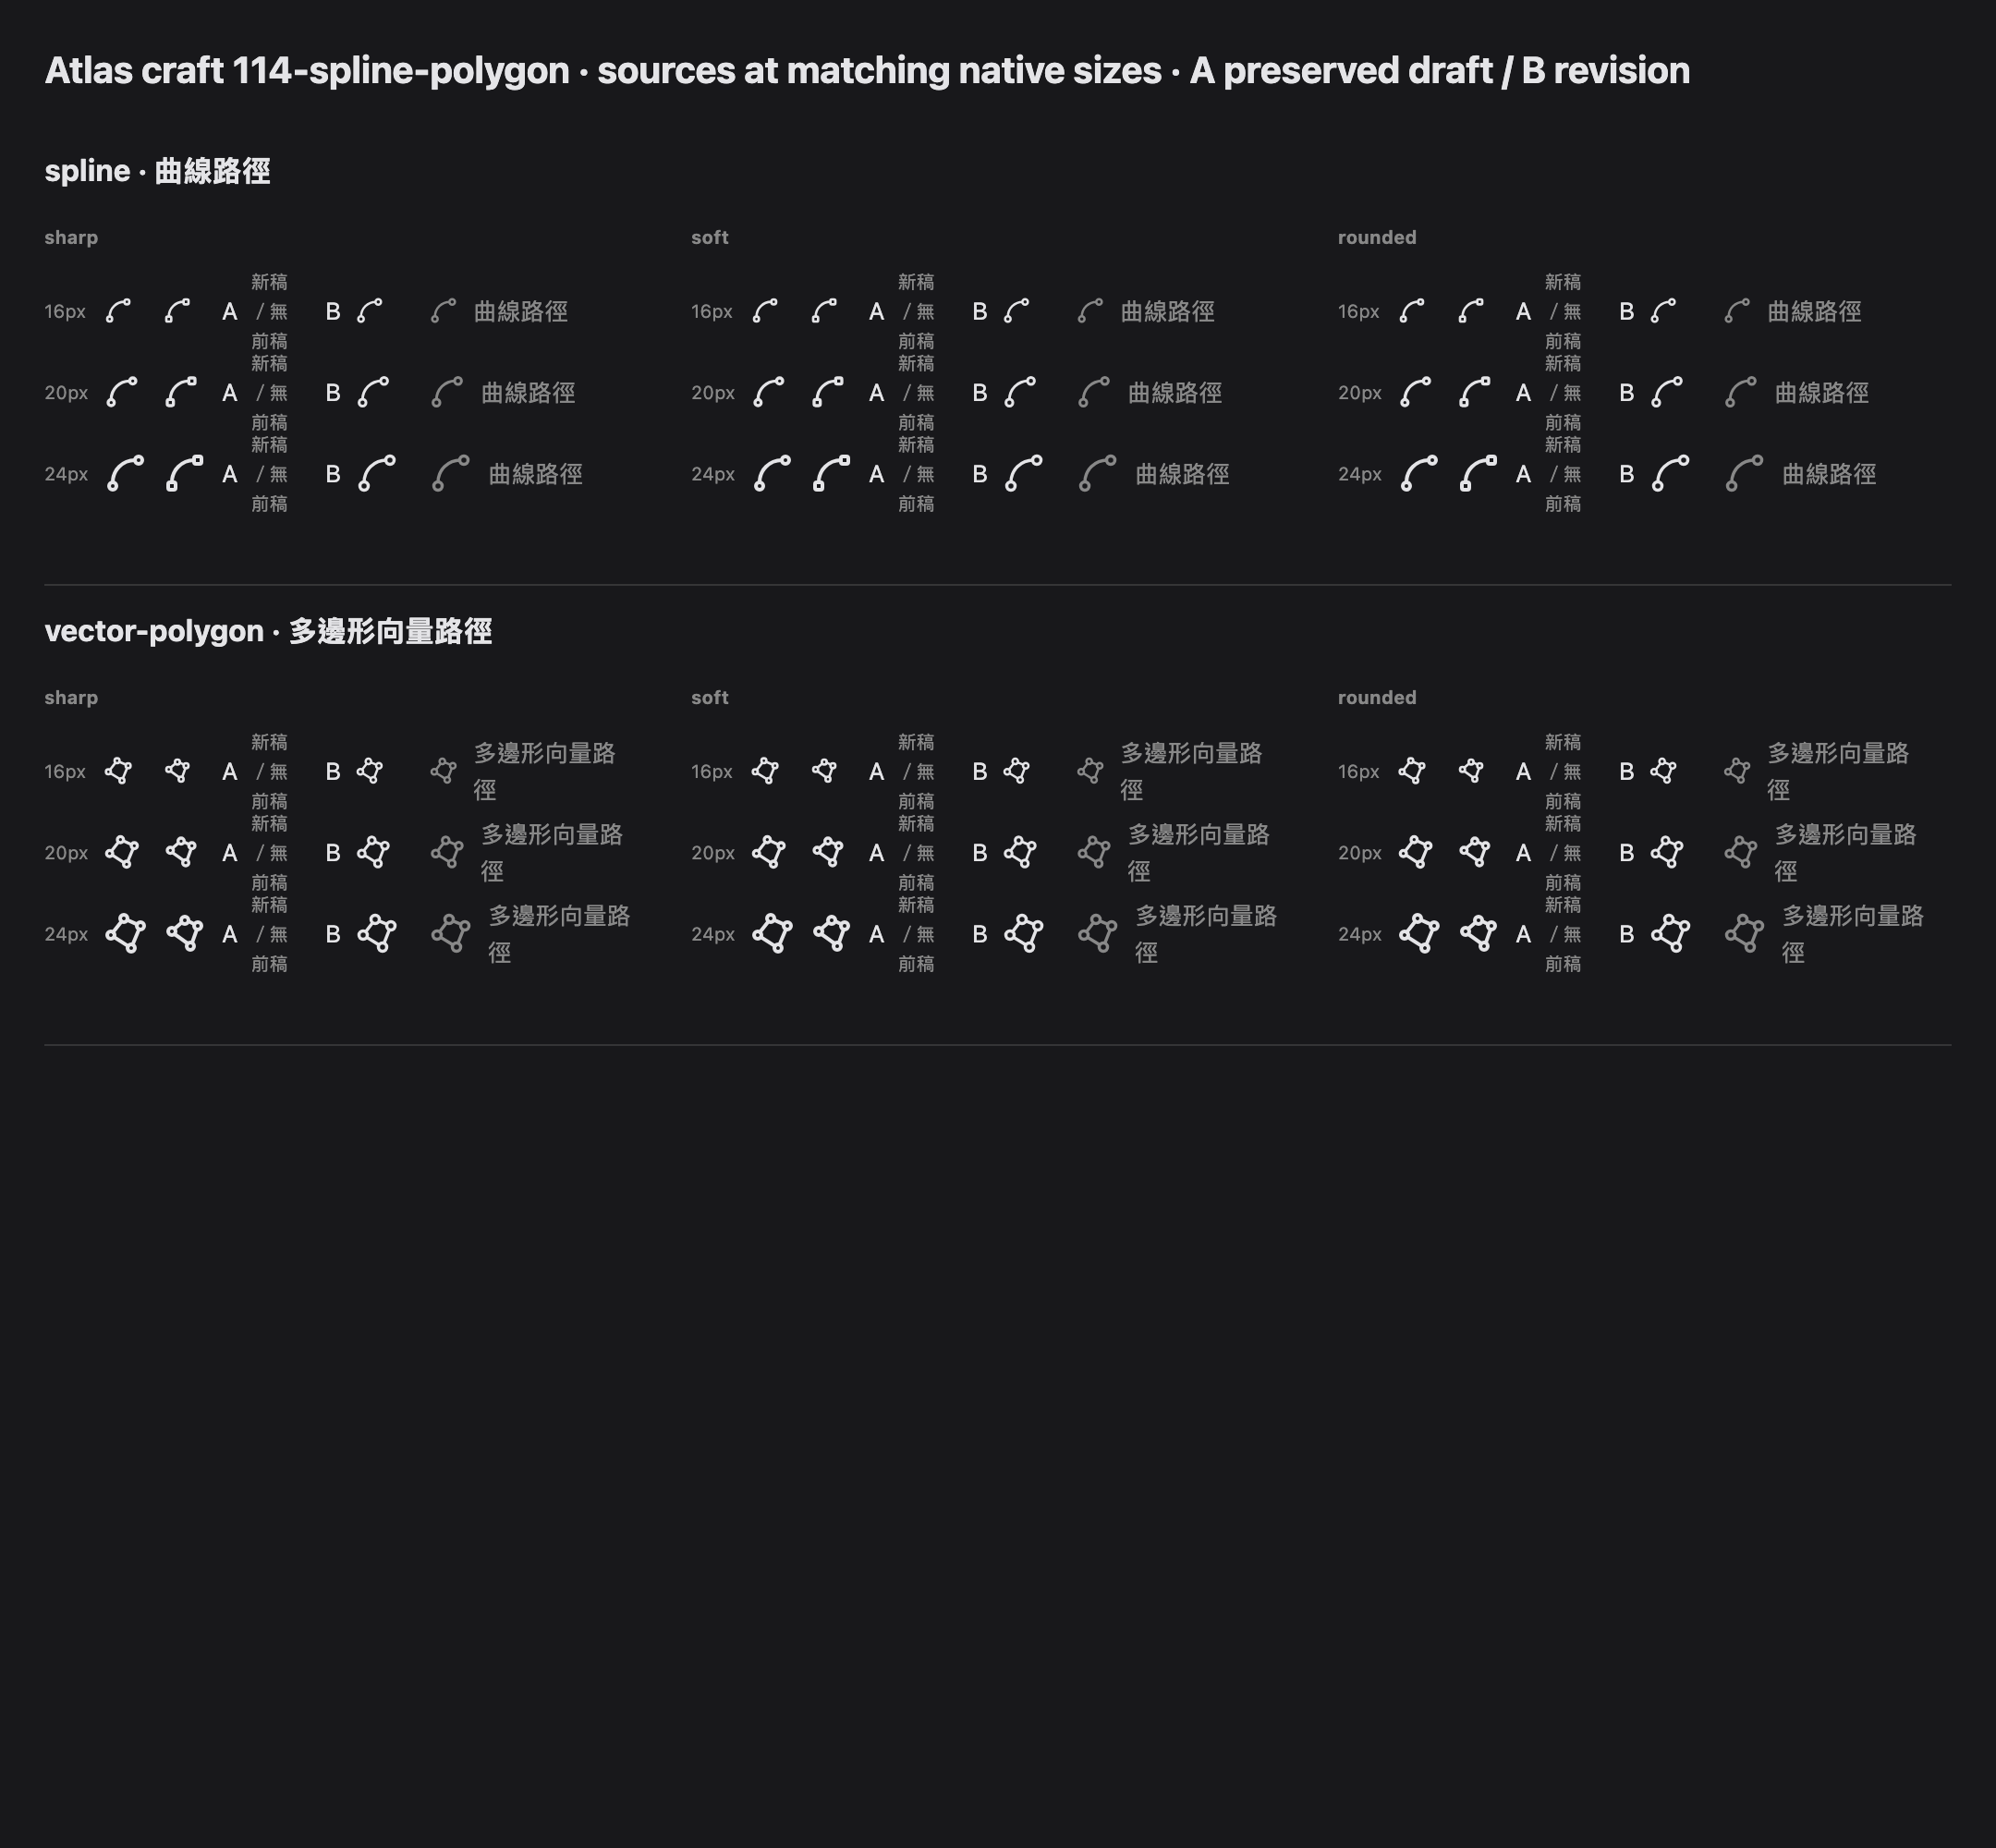 Atlas craft 114-spline-polygon · sources at matching native sizes · A preserved draft / B revision
spline · 曲線路徑
sharp
16px A 新稿 / 無前稿 B 曲線路徑
20px A 新稿 / 無前稿 B 曲線路徑
24px A 新稿 / 無前稿 B 曲線路徑
soft
16px A 新稿 / 無前稿 B 曲線路徑
20px A 新稿 / 無前稿 B 曲線路徑
24px A 新稿 / 無前稿 B 曲線路徑
rounded
16px A 新稿 / 無前稿 B 曲線路徑
20px A 新稿 / 無前稿 B 曲線路徑
24px A 新稿 / 無前稿 B 曲線路徑
vector-polygon · 多邊形向量路徑
sharp
16px A 新稿 / 無前稿 B 多邊形向量路徑
20px A 新稿 / 無前稿 B 多邊形向量路徑
24px A 新稿 / 無前稿 B 多邊形向量路徑
soft
16px A 新稿 / 無前稿 B 多邊形向量路徑
20px A 新稿 / 無前稿 B 多邊形向量路徑
24px A 新稿 / 無前稿 B 多邊形向量路徑
rounded
16px A 新稿 / 無前稿 B 多邊形向量路徑
20px A 新稿 / 無前稿 B 多邊形向量路徑
24px A 新稿 / 無前稿 B 多邊形向量路徑